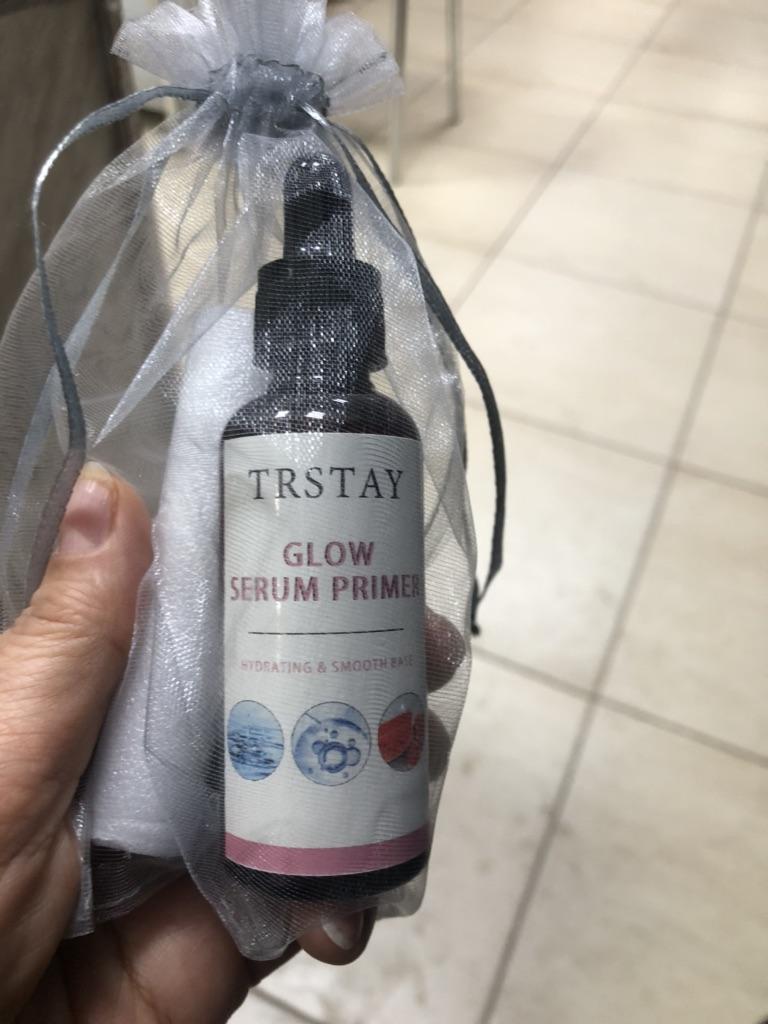 TRSTAY
GLOW
SERUM PRIMER
HYDRATING & SMOOTH BASE